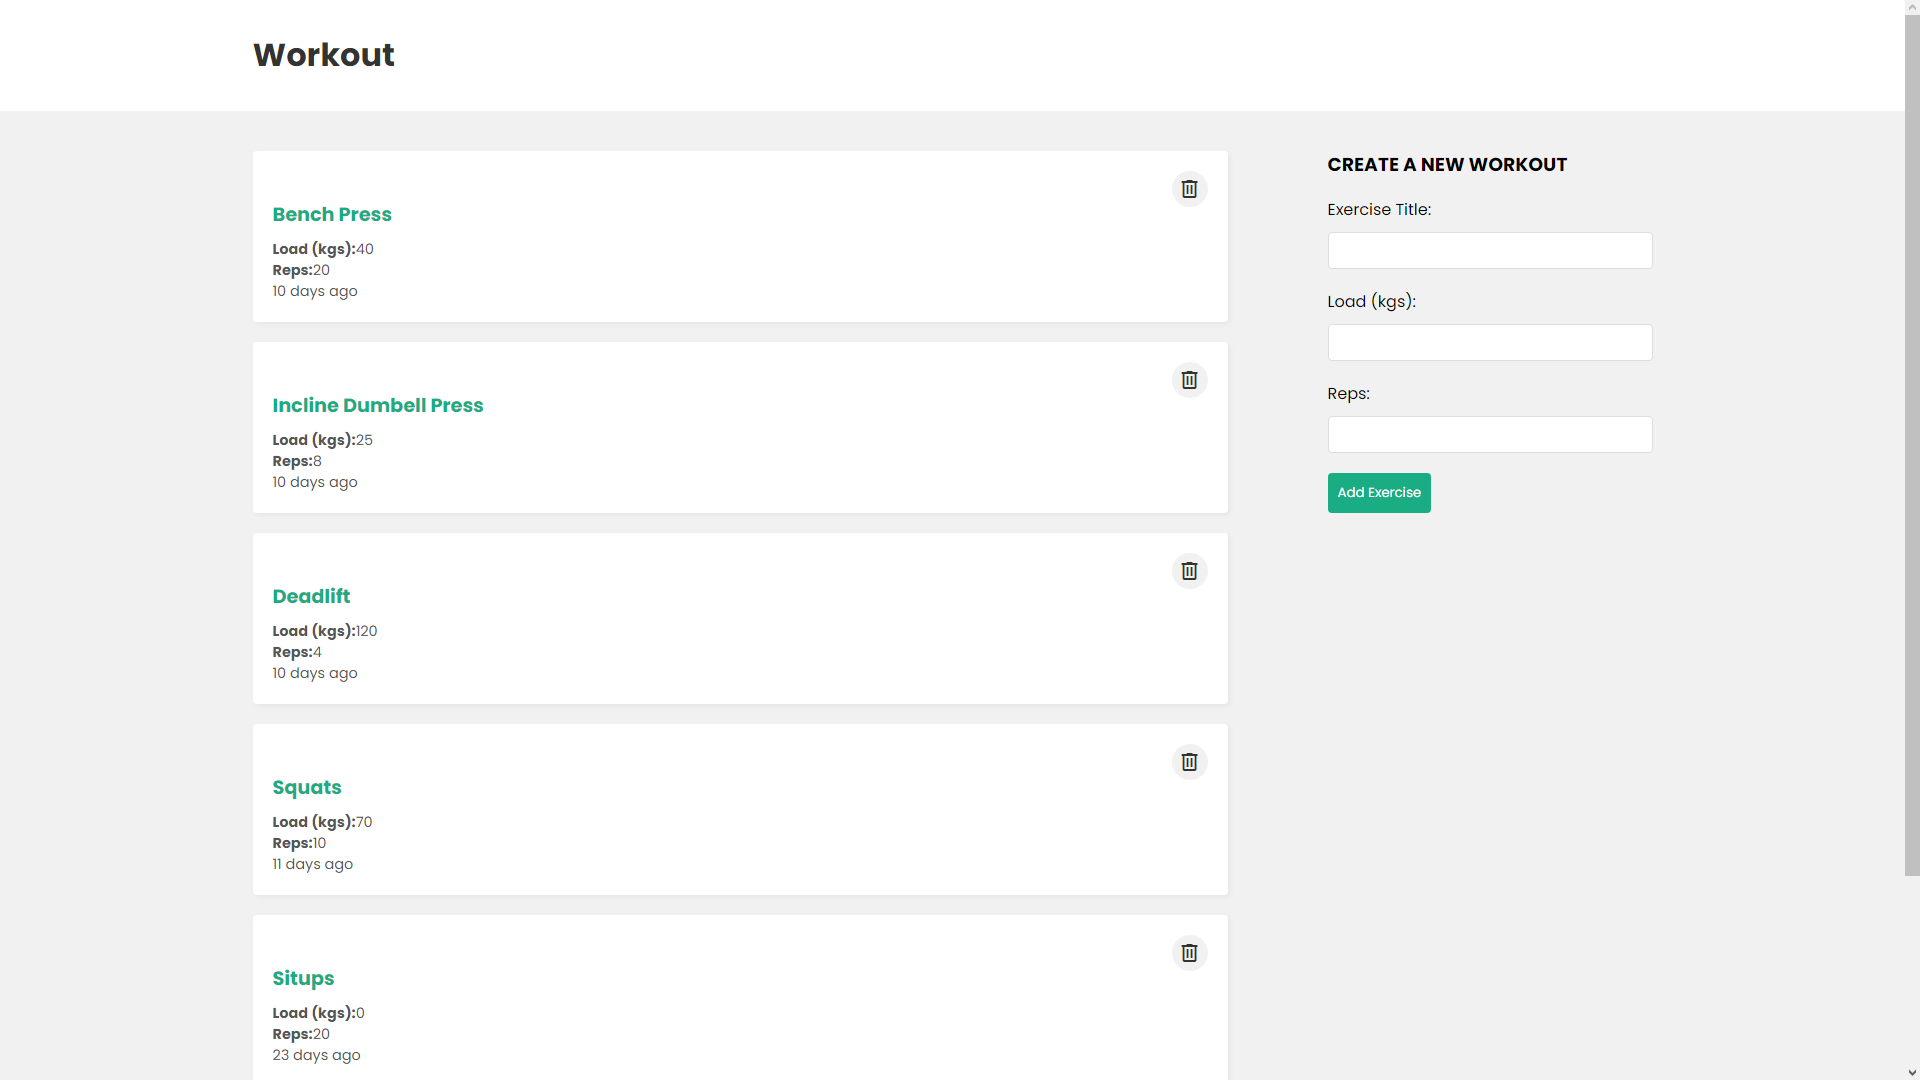 Workout
Bench Press
Load (kgs):40
Reps:20
10 days ago
Incline Dumbell Press
Load (kgs):25
Reps:8
10 days ago
Deadlift
Load (kgs):120
Reps:4
10 days ago
Squats
Load (kgs):70
Reps:10
11 days ago
Situps
Load (kgs):0
Reps:20
23 days ago
CREATE A NEW WORKOUT
Exercise Title:
Load (kgs):
Reps:
Add Exercise